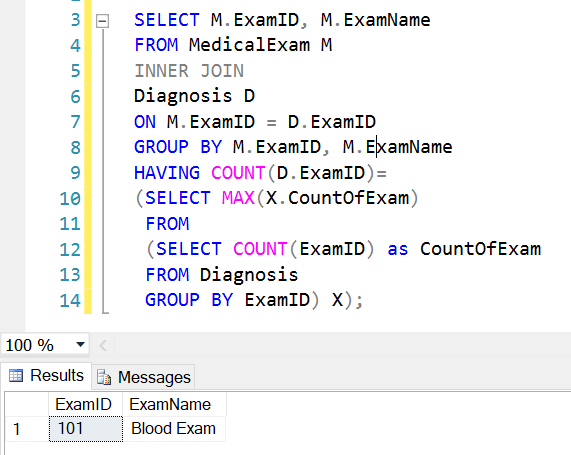 3 SELECT M.ExamID, M.ExamName
4 FROM MedicalExam M
5 INNER JOIN
6 Diagnosis D
7 ON M.ExamID = D.ExamID
8 GROUP BY M.ExamID, M.ExamName
9 HAVING COUNT(D.ExamID)=
10 (SELECT MAX(X.CountOfExam)
11 FROM
12 (SELECT COUNT(ExamID) as CountOfExam
13 FROM Diagnosis
14 GROUP BY ExamID) X);
100 %
Results Messages
ExamID ExamName
1 101 Blood Exam